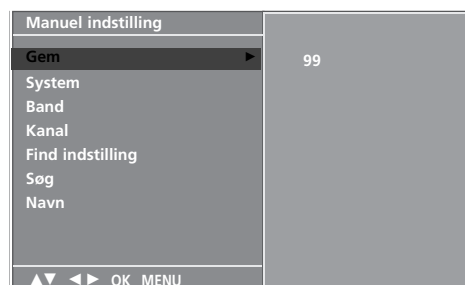 Manuel indstilling
Gem ► 99
System
Band
Kanal
Find indstilling
Søg
Navn
▲▼ ◄► OK MENU